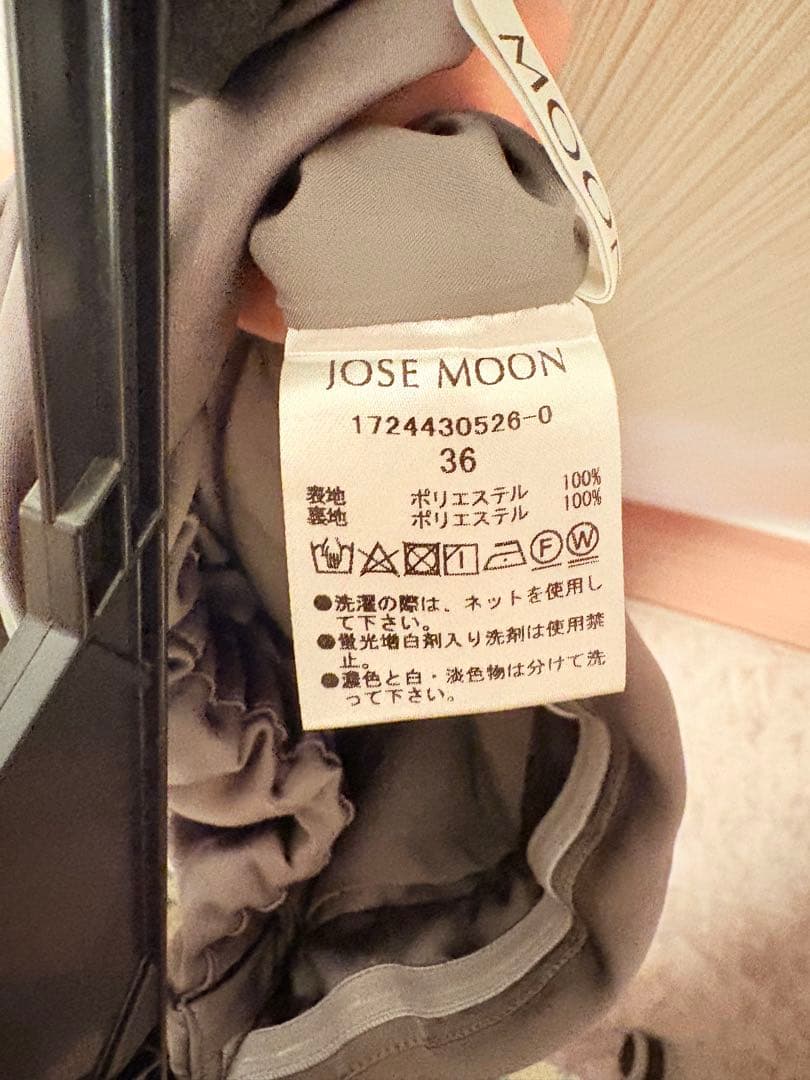 MOON
JOSE MOON
1724430526-0
36
表地 ポリエステル 100%
裏地 ポリエステル 100%
F W
●洗濯の際は、ネットを使用し
て下さい。
●蛍光増白剤入り洗剤は使用禁
止。
●濃色と白・淡色物は分けて洗
って下さい。